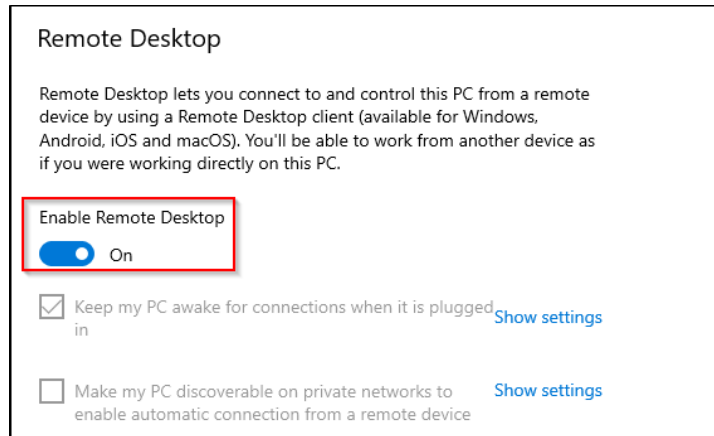 Remote Desktop
Remote Desktop lets you connect to and control this PC from a remote
device by using a Remote Desktop client (available for Windows,
Android, iOS and macOS). You'll be able to work from another device as
if you were working directly on this PC.
Enable Remote Desktop
On
Keep my PC awake for connections when it is plugged
in
Show settings
Make my PC discoverable on private networks to
enable automatic connection from a remote device
Show settings